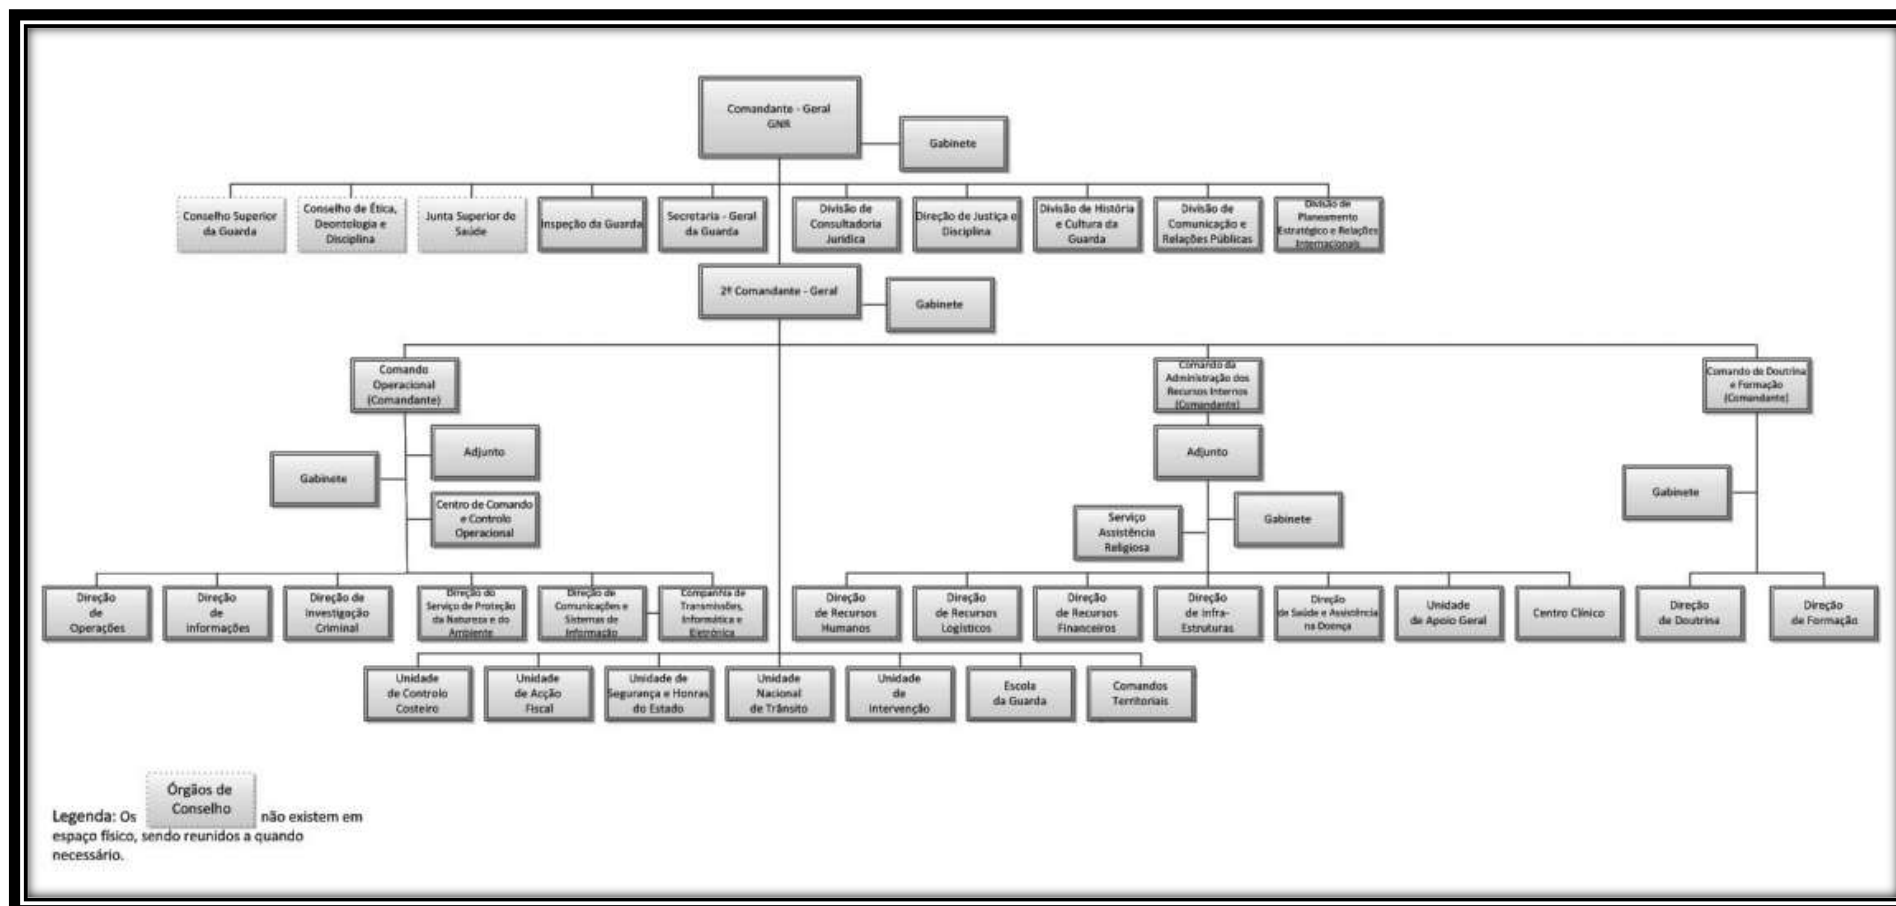 Comandante - Geral
GNR
Gabinete
Conselho Superior
da Guarda
Conselho de Ética,
Deontologia e
Disciplina
Junta Superior de
Saúde
Inspeção da Guarda
Secretaria - Geral
da Guarda
Divisão de
Consultadoria
Jurídica
Direção de Justiça e
Disciplina
Divisão de História
e Cultura da
Guarda
Divisão de
Comunicação e
Relações Públicas
Divisão de
Planeamento
Estratégico e Relações
Internacionais
2º Comandante - Geral
Gabinete
Comando
Operacional
(Comandante)
Comando da
Administração dos
Recursos Internos
(Comandante)
Comando de Doutrina
e Formação
(Comandante)
Adjunto
Gabinete
Centro de Comando
e Controlo
Operacional
Adjunto
Gabinete
Serviço
Assistência
Religiosa
Gabinete
Direção
de
Operações
Direção
de
Informações
Direção de
Investigação
Criminal
Direção do
Serviço de Proteção
da Natureza e do
Ambiente
Direção de
Comunicações e
Sistemas de
Informação
Companhia de
Transmissões,
Informática e
Eletrónica
Direção
de Recursos
Humanos
Direção
de Recursos
Logísticos
Direção
de Recursos
Financeiros
Direção
de Infra-
Estruturas
Direção
de Saúde e Assistência
na Doença
Unidade
de Apoio Geral
Centro Clínico
Direção
de Doutrina
Direção
de Formação
Unidade
de Controlo
Costeiro
Unidade
de Acção
Fiscal
Unidade de
Segurança e Honras
do Estado
Unidade
Nacional
de Trânsito
Unidade
de
Intervenção
Escola
da Guarda
Comandos
Territoriais
Órgãos de
Conselho
Legenda: Os não existem em
espaço físico, sendo reunidos a quando
necessário.